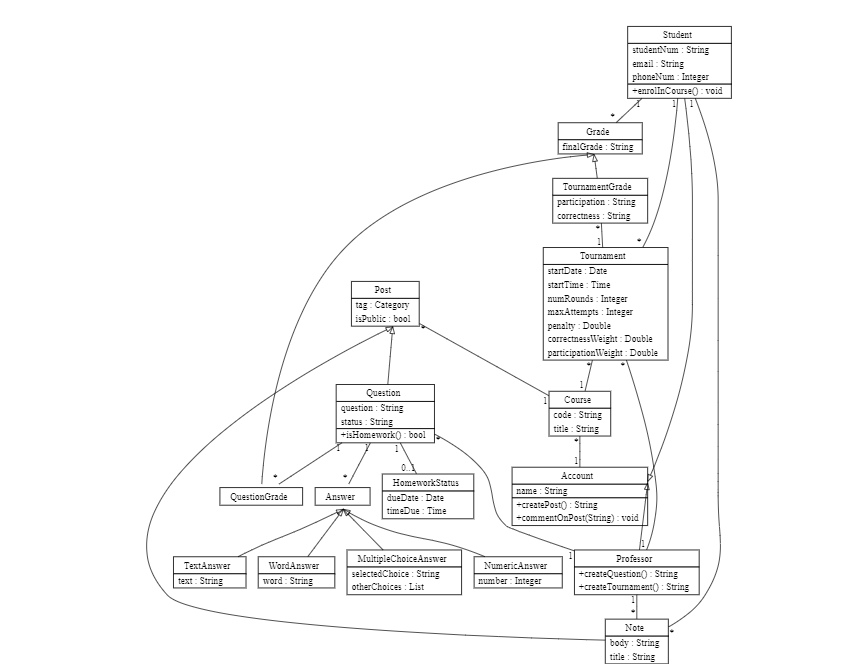 Student
studentNum : String
email : String
phoneNum : Integer
+enrolInCourse() : void
1
1
1
*
Grade
finalGrade : String
TournamentGrade
participation : String
correctness : String
*
1
*
Tournament
startDate : Date
startTime : Time
numRounds : Integer
maxAttempts : Integer
penalty : Double
correctnessWeight : Double
participationWeight : Double
*
*
Post
tag : Category
isPublic : bool
*
1
1
Course
code : String
title : String
*
1
Question
question : String
status : String
+isHomework() : bool
*
1
1
1
*
*
0..1
QuestionGrade
Answer
HomeworkStatus
dueDate : Date
timeDue : Time
Account
name : String
+createPost() : String
+commentOnPost(String) : void
1
1
TextAnswer
text : String
WordAnswer
word : String
MultipleChoiceAnswer
selectedChoice : String
otherChoices : List
NumericAnswer
number : Integer
Professor
+createQuestion() : String
+createTournament() : String
1
*
*
Note
body : String
title : String